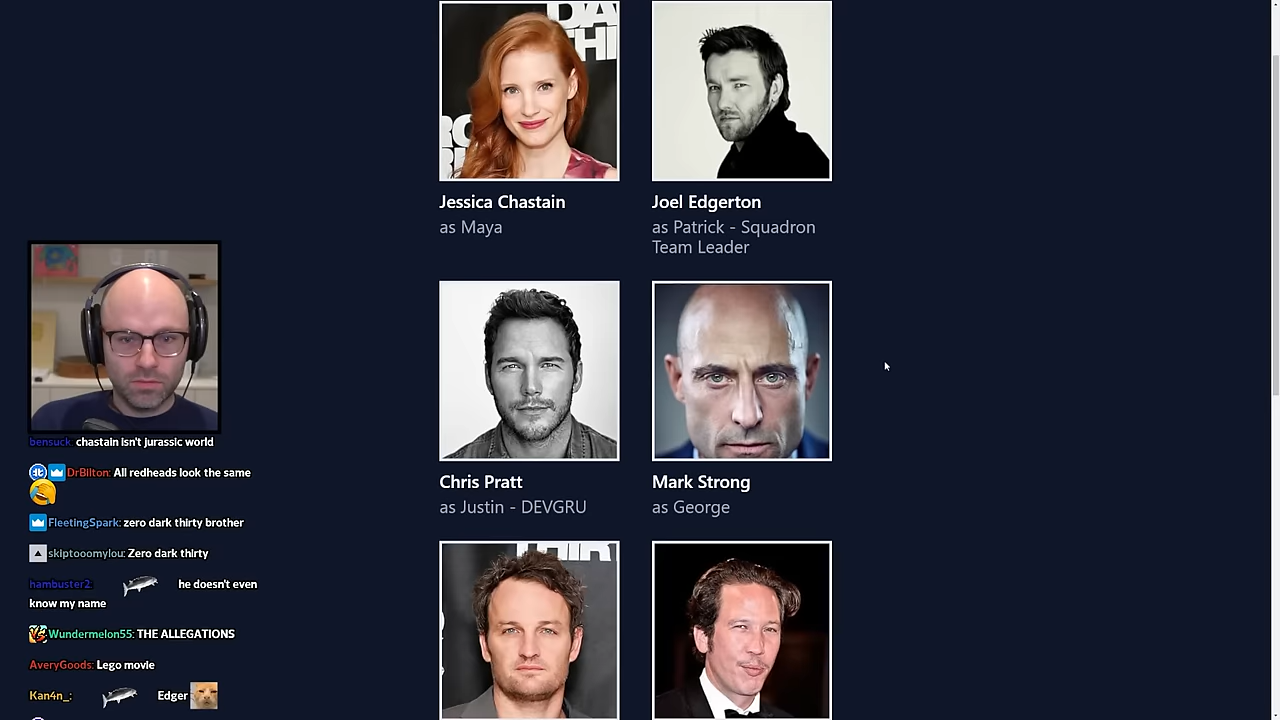 Jessica Chastain
as Maya
Joel Edgerton
as Patrick - Squadron
Team Leader
Chris Pratt
as Justin - DEVGRU
Mark Strong
as George
bensuck: chastain isn't jurassic world
DrBilton: All redheads look the same
FleetingSpark: zero dark thirty brother
skiptooomylou: Zero dark thirty
hambuster2: he doesn't even
know my name
Wundermelon55: THE ALLEGATIONS
AveryGoods: Lego movie
Kan4n_: Edger